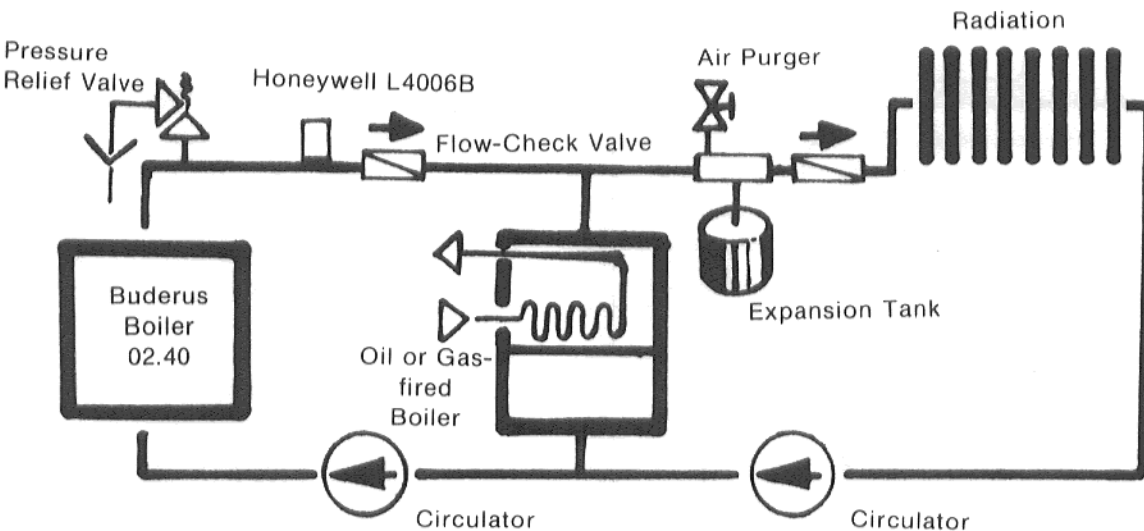 Radiation
Pressure
Relief Valve
Honeywell L4006B
Air Purger
Flow-Check Valve
Buderus
Boiler
02.40
Expansion Tank
Oil or Gas-
fired
Boiler
Circulator
Circulator